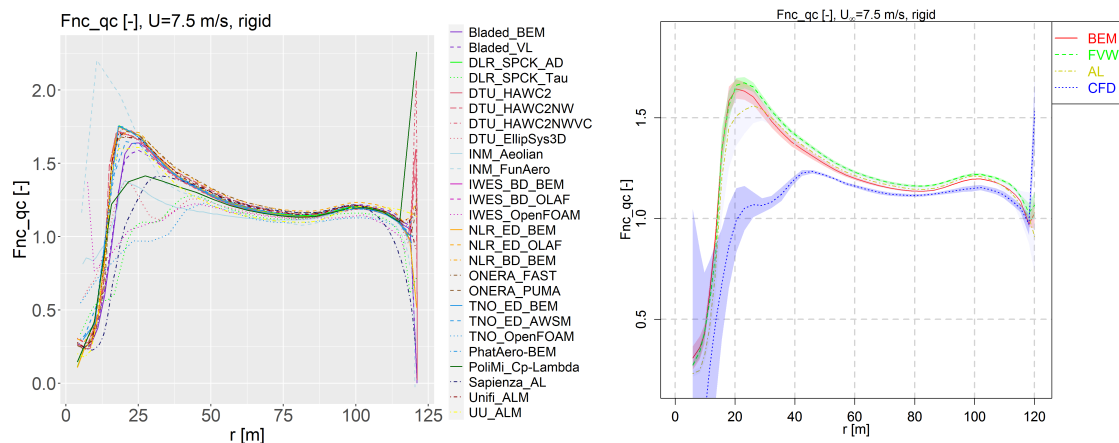 Fnc_qc [-], U=7.5 m/s, rigid
Fnc_qc [-]
2.0
1.5
1.0
0.5
0.0
0
25
50
75
100
125
r [m]
Bladed_BEM
Bladed_VL
DLR_SPCK_AD
DLR_SPCK_Tau
DTU_HAWC2
DTU_HAWC2NW
DTU_HAWC2NWVC
DTU_EllipSys3D
INM_Aeolian
INM_FunAero
IWES_BD_BEM
IWES_BD_OLAF
IWES_OpenFOAM
NLR_ED_BEM
NLR_ED_OLAF
NLR_BD_BEM
ONERA_FAST
ONERA_PUMA
TNO_ED_BEM
TNO_ED_AWSM
TNO_OpenFOAM
PhatAero-BEM
PoliMi_Cp-Lambda
Sapienza_AL
Unifi_ALM
UU_ALM
Fnc_qc [-], U∞=7.5 m/s, rigid
Fnc_qc [-]
1.5
1.0
0.5
0
20
40
60
80
100
120
r [m]
BEM
FVW
AL
CFD